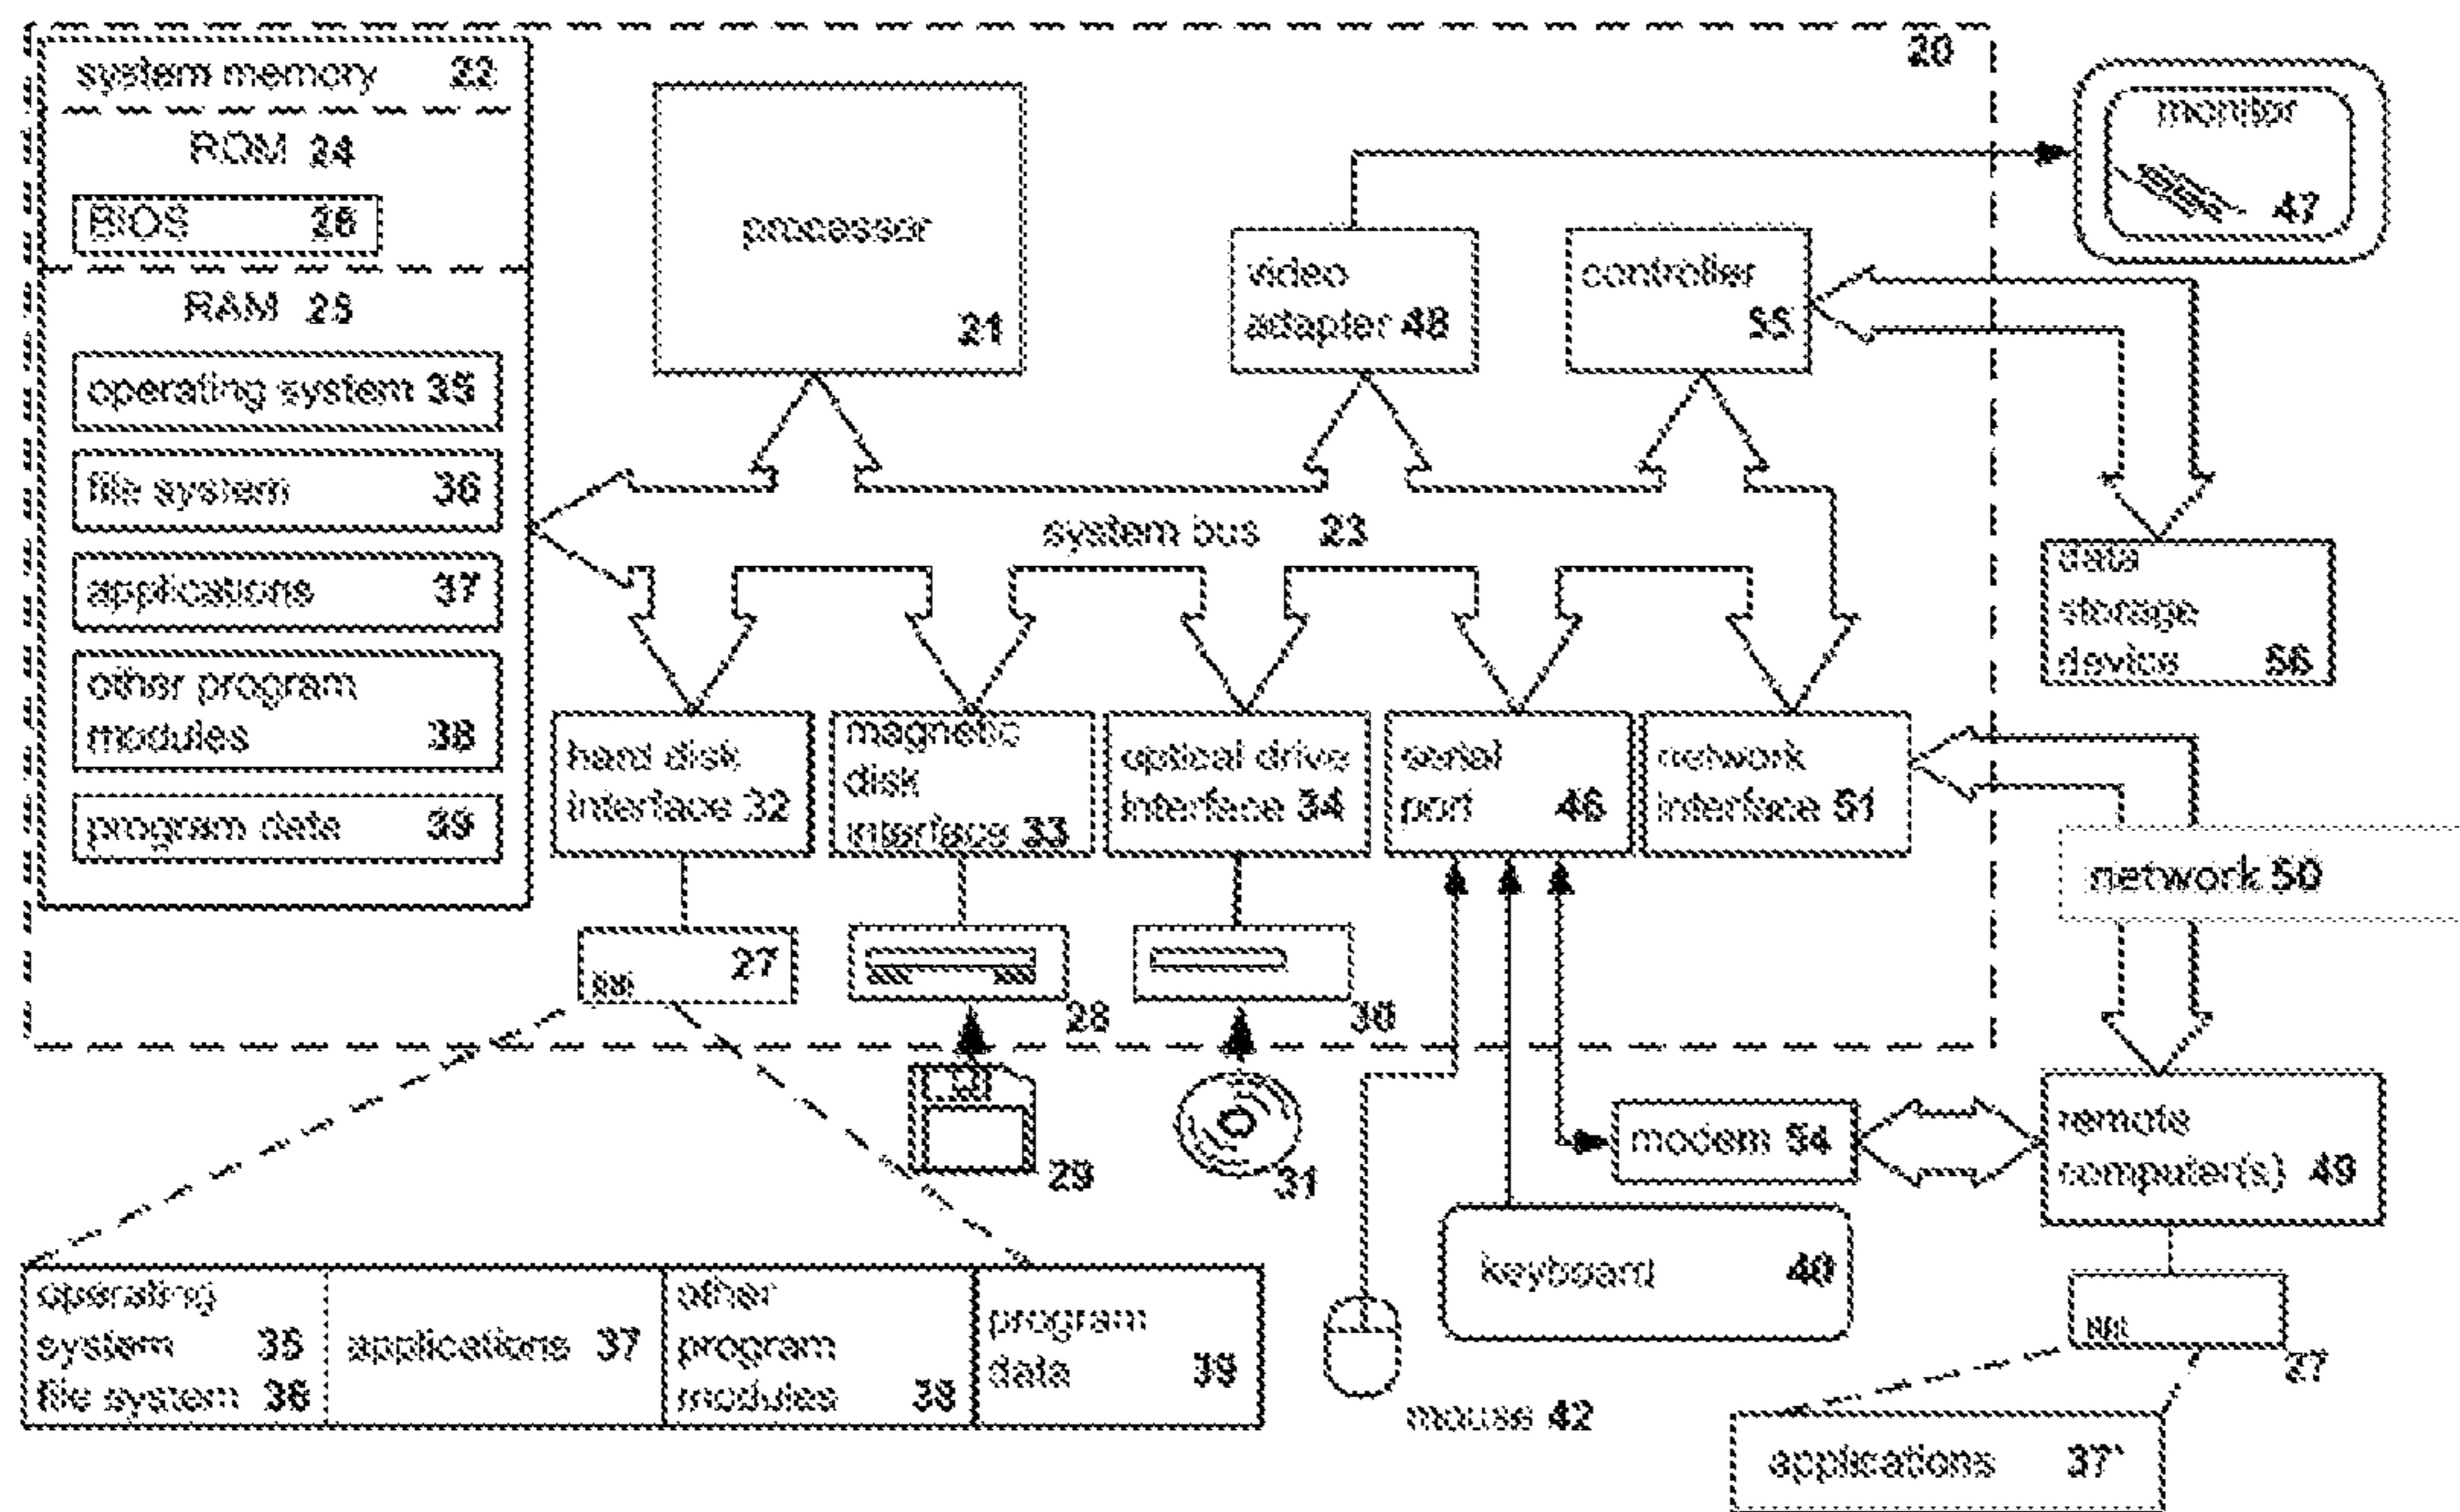 20
system memory 22
ROM 24
BIOS 26
RAM 25
operating system 35
file system 36
applications 37
other program
modules 38
program data 39
processor
21
video
adapter 48
controller
55
monitor
47
system bus 23
data
storage
device 56
hard disk
interface 32
magnetic
disk
interface 33
optical drive
interface 34
serial
port 46
network
interface 51
network 50
27
28
30
29
31
modem 54
remote
computer(s) 49
keyboard 40
mouse 42
27
operating
system 35
file system 36
applications 37
other
program
modules 38
program
data 39
applications 37'